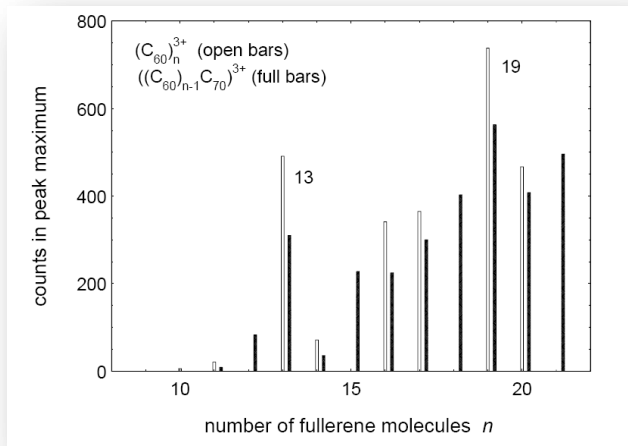 800
600
400
200
0
(C60)n3+ (open bars)
((C60)n-1C70)3+ (full bars)
13
19
counts in peak maximum
10 15 20
number of fullerene molecules n